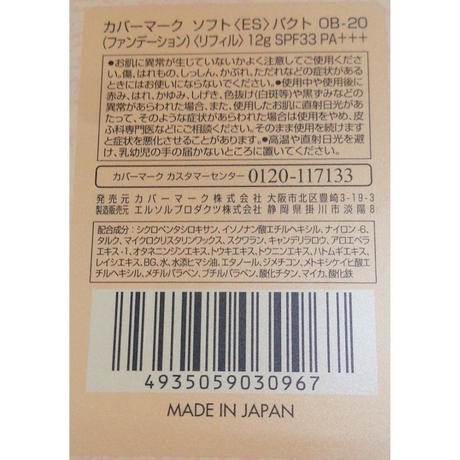 カバーマーク ソフト〈ES〉パクト OB-20
（ファンデーション）〈リフィル〉12g SPF33 PA+++
●お肌に異常が生じていないかよく注意してご使用くださ
い。傷、はれもの、しっしん、かぶれ、ただれなどの症状がある
ときにはお使いにならないでください。●使用中や使用後に
赤み、はれ、かゆみ、しげき、色抜け（白斑等）や黒ずみなどの
異常があらわれた場合、また、使用したお肌に直射日光があ
たって、そのような症状があらわれた場合は使用をやめ、皮
ふ科専門医などにご相談ください。そのまま使用を続けます
と症状を悪化させることがあります。●高温や直射日光を避
け、乳幼児の手の届かないところに置いてください。
カバーマーク カスタマーセンター 0120-117133
発売元 カバーマーク株式会社 大阪市北区豊崎3-19-3
製造販売元 エルソルプロダクツ株式会社 静岡県掛川市淡陽8
配合成分：シクロペンタシロキサン、イソノナン酸エチルヘキシル、ナイロン-6、
タルク、マイクロクリスタリンワックス、スクワラン、キャンデリラロウ、アロエベラ
エキス-1、オタネニンジンエキス、トウキエキス、トウニンエキス、ハトムギエキス、
レイシエキス、BG、水、水添ヒマシ油、エタノール、ジメチコン、メトキシケイヒ酸エチ
ルヘキシル、メチルパラベン、ブチルパラベン、酸化チタン、マイカ、酸化鉄
4935059030967
MADE IN JAPAN